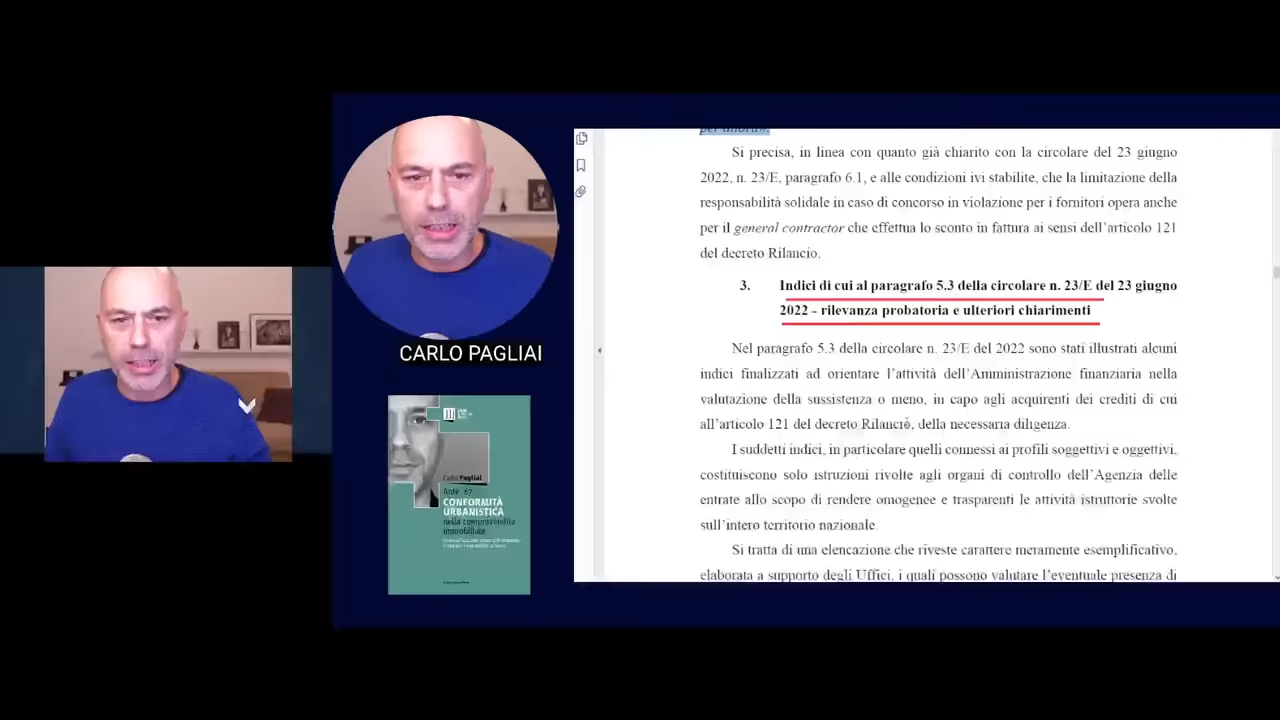 CARLO PAGLIAI
Carlo Pagliai
Ante '67
CONFORMITÀ
URBANISTICA
nella compravendita
immobiliare
per allora».
Si precisa, in linea con quanto già chiarito con la circolare del 23 giugno
2022, n. 23/E, paragrafo 6.1, e alle condizioni ivi stabilite, che la limitazione della
responsabilità solidale in caso di concorso in violazione per i fornitori opera anche
per il general contractor che effettua lo sconto in fattura ai sensi dell'articolo 121
del decreto Rilancio.
3. Indici di cui al paragrafo 5.3 della circolare n. 23/E del 23 giugno
2022 - rilevanza probatoria e ulteriori chiarimenti
Nel paragrafo 5.3 della circolare n. 23/E del 2022 sono stati illustrati alcuni
indici finalizzati ad orientare l'attività dell'Amministrazione finanziaria nella
valutazione della sussistenza o meno, in capo agli acquirenti dei crediti di cui
all'articolo 121 del decreto Rilancio, della necessaria diligenza.
I suddetti indici, in particolare quelli connessi ai profili soggettivi e oggettivi,
costituiscono solo istruzioni rivolte agli organi di controllo dell'Agenzia delle
entrate allo scopo di rendere omogenee e trasparenti le attività istruttorie svolte
sull'intero territorio nazionale.
Si tratta di una elencazione che riveste carattere meramente esemplificativo,
elaborata a supporto degli Uffici, i quali possono valutare l'eventuale presenza di